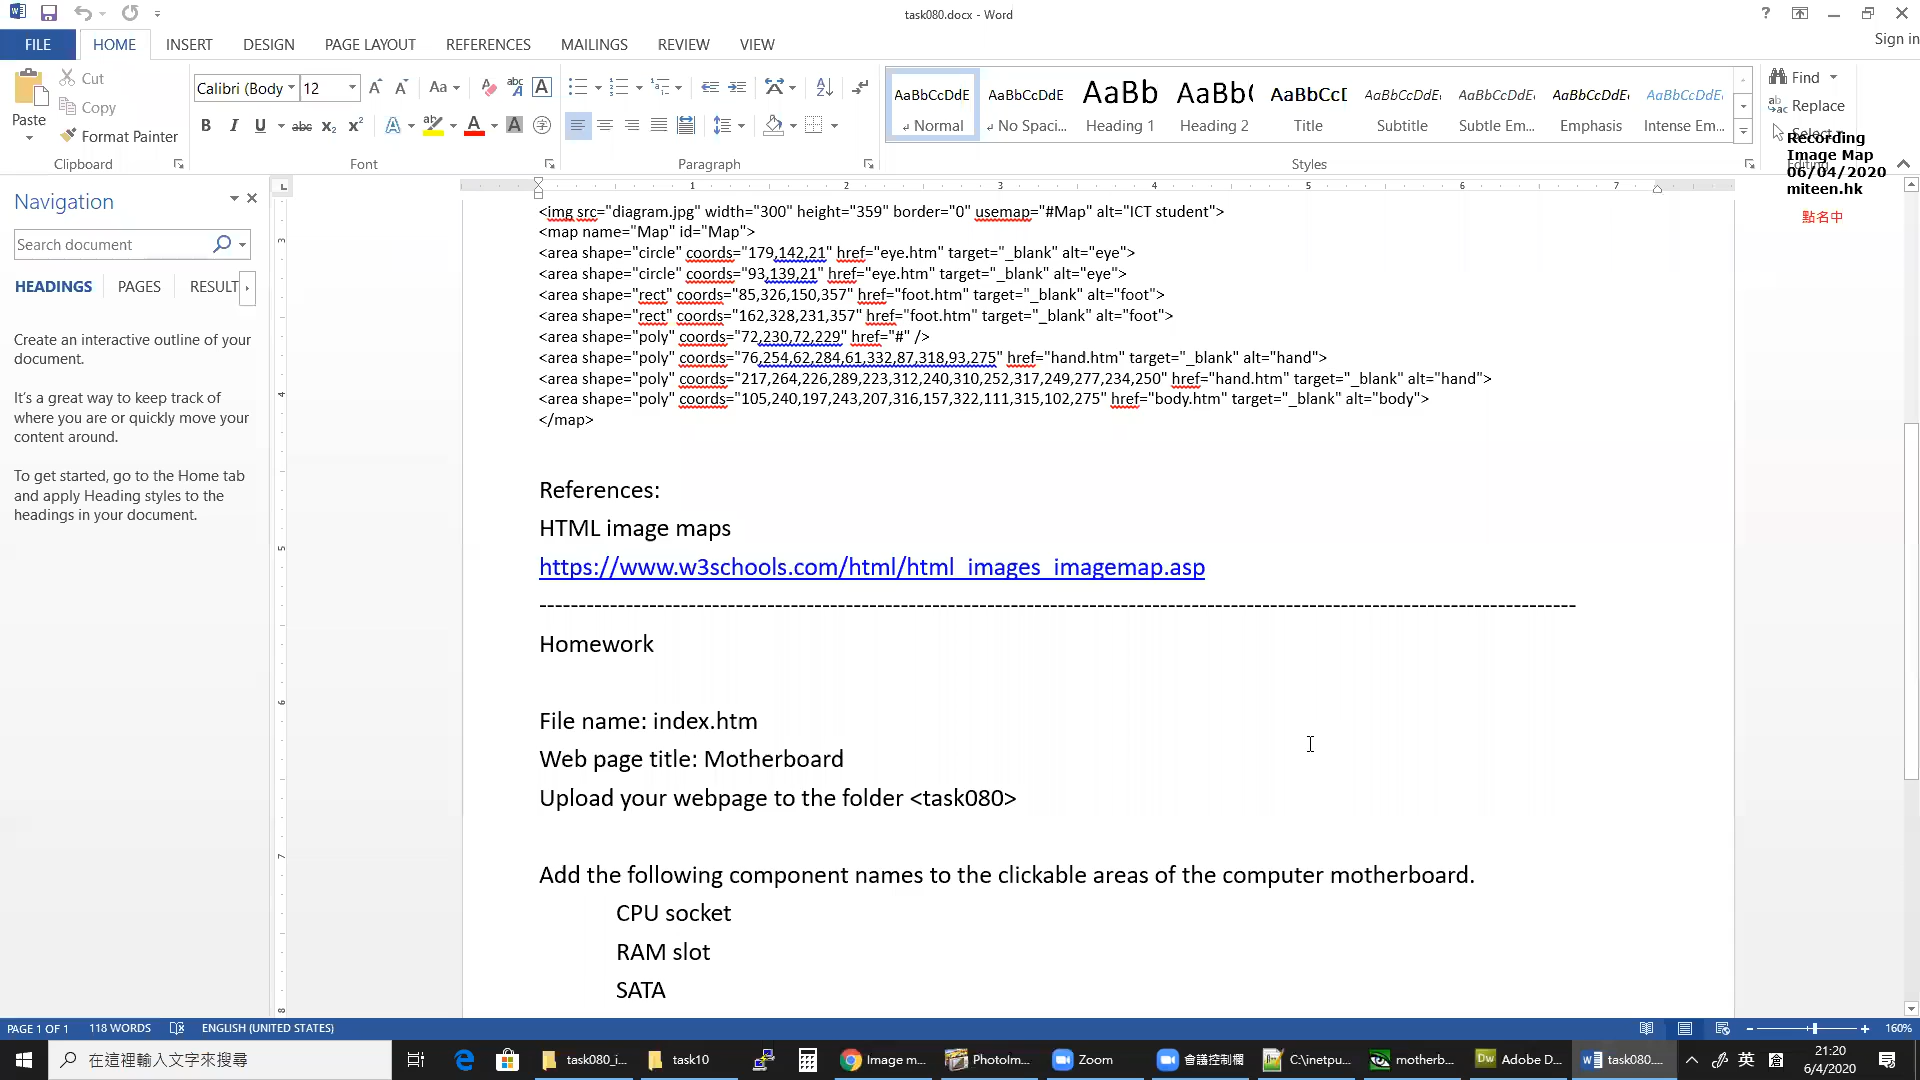 task080.docx - Word
Sign in
FILE HOME INSERT DESIGN PAGE LAYOUT REFERENCES MAILINGS REVIEW VIEW
Paste
Cut
Copy
Format Painter
Clipboard
Calibri (Body 12
Font
Paragraph
AaBbCcDdE AaBbCcDdE AaBb AaBb( AaBbCcE AaBbCcDdE AaBbCcDdE AaBbCcDdE AaBbCcDdE
Normal No Spaci... Heading 1 Heading 2 Title Subtitle Subtle Em... Emphasis Intense Em...
Styles
Find
Replace
Select
Editing
Recording
Image Map
06/04/2020
miteen.hk
點名中
Navigation
Search document
HEADINGS PAGES RESULT
Create an interactive outline of your
document.
It's a great way to keep track of
where you are or quickly move your
content around.
To get started, go to the Home tab
and apply Heading styles to the
headings in your document.
1 2 3 4 5 6 7
3
4
5
6
7
8
<img src="diagram.jpg" width="300" height="359" border="0" usemap="#Map" alt="ICT student">
<map name="Map" id="Map">
<area shape="circle" coords="179,142,21" href="eye.htm" target="_blank" alt="eye">
<area shape="circle" coords="93,139,21" href="eye.htm" target="_blank" alt="eye">
<area shape="rect" coords="85,326,150,357" href="foot.htm" target="_blank" alt="foot">
<area shape="rect" coords="162,328,231,357" href="foot.htm" target="_blank" alt="foot">
<area shape="poly" coords="72,230,72,229" href="#" />
<area shape="poly" coords="76,254,62,284,61,332,87,318,93,275" href="hand.htm" target="_blank" alt="hand">
<area shape="poly" coords="217,264,226,289,223,312,240,310,252,317,249,277,234,250" href="hand.htm" target="_blank" alt="hand">
<area shape="poly" coords="105,240,197,243,207,316,157,322,111,315,102,275" href="body.htm" target="_blank" alt="body">
</map>
References:
HTML image maps
https://www.w3schools.com/html/html_images_imagemap.asp
------------------------------------------------------------------------------------------------------------------------------------
Homework
File name: index.htm
Web page title: Motherboard
Upload your webpage to the folder <task080>
Add the following component names to the clickable areas of the computer motherboard.
CPU socket
RAM slot
SATA
PAGE 1 OF 1 118 WORDS ENGLISH (UNITED STATES) 160%
在這裡輸入文字來搜尋
task080_i... task10 Image m... PhotoIm... Zoom 會議控制欄 C:\inetpu... motherb... Adobe D... task080....
英
21:20
6/4/2020